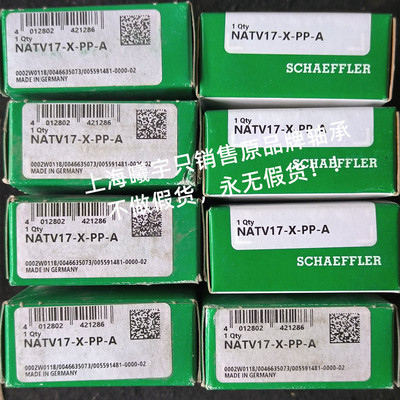 4 012802 421286
1 Qty
NATV17-X-PP-A
0002W0118/0046635073/005591481-0000-02
MADE IN GERMANY
1 Qty
NATV17-X-PP-A
SCHAEFFLER
4 012802 421286
1 Qty
NATV17-X-PP-A
0002W0118/0046635073/005591481-0000-02
MADE IN GERMANY
1 Qty
NATV17-X-PP-A
SCHAEFFLER
上海曦宇只销售原品牌轴承
不做假货，永无假货！！
4 012802 421286
1 Qty
NATV17-X-PP-A
0002W0118/0046635073/005591481-0000-02
MADE IN GERMANY
1 Qty
NATV17-X-PP-A
SCHAEFFLER
4 012802 421286
1 Qty
NATV17-X-PP-A
0002W0118/0046635073/005591481-0000-02
MADE IN GERMANY
4 012802 421286
1 Qty
NATV17-X-PP-A
0002W0118/0046635073/005591481-0000-02
MADE IN GERMANY